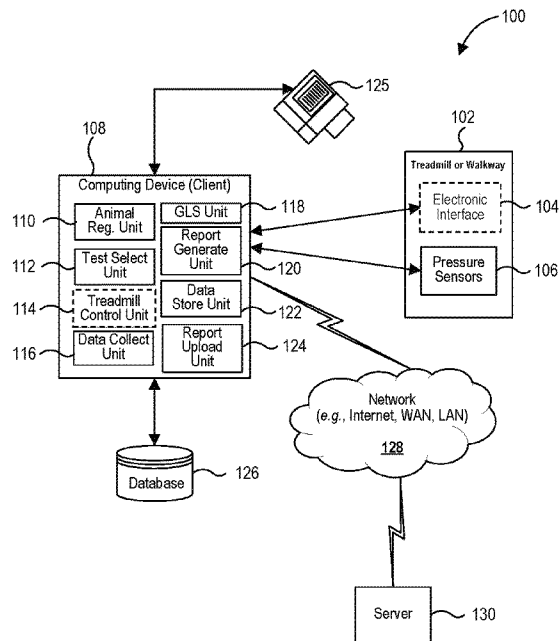 100
125
108
102
Computing Device (Client)
Treadmill or Walkway
110
Animal
Reg. Unit
GLS Unit
118
Electronic
Interface
104
112
Test Select
Unit
Report
Generate
Unit
120
Pressure
Sensors
106
114
Treadmill
Control Unit
Data
Store Unit
122
116
Data Collect
Unit
Report
Upload
Unit
124
Network
(e.g., Internet, WAN, LAN)
128
Database
126
Server
130